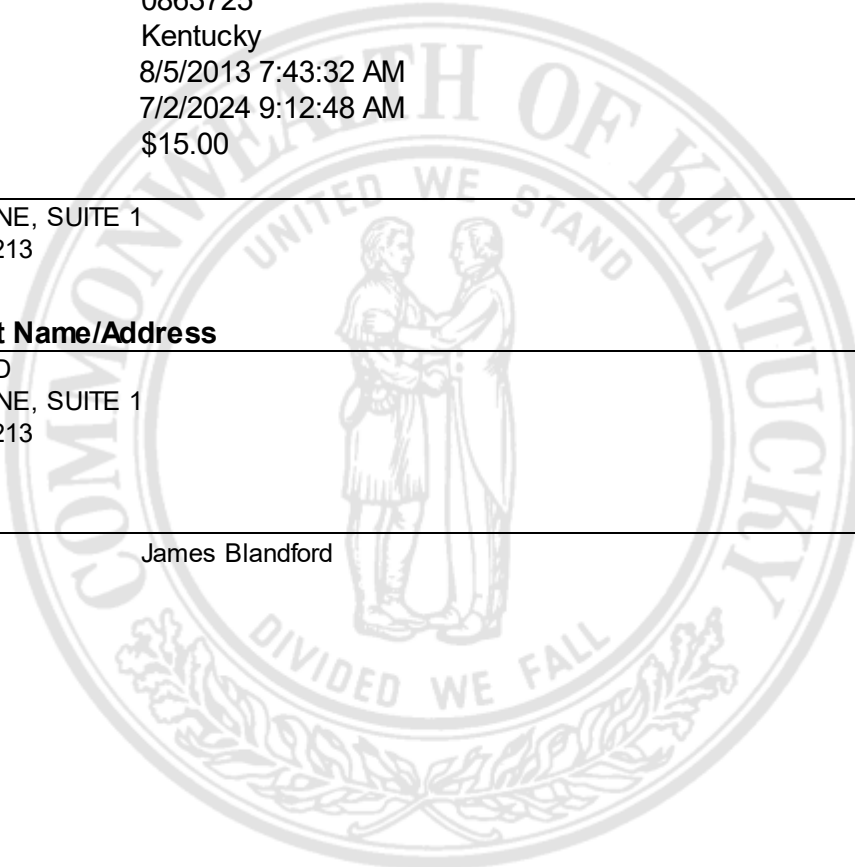 0863725
Kentucky
8/5/2013 7:43:32 AM
7/2/2024 9:12:48 AM
$15.00
NE, SUITE 1
213
t Name/Address
D
NE, SUITE 1
213
James Blandford
COMMONWEALTH OF KENTUCKY
UNITED WE STAND
DIVIDED WE FALL